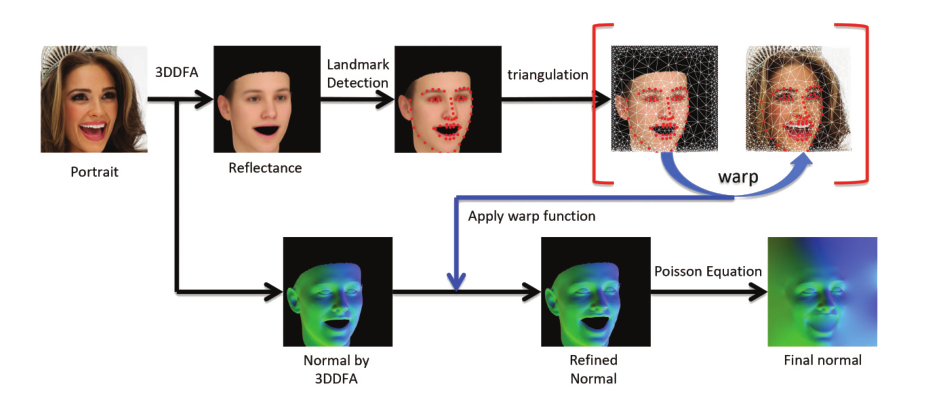 3DDFA
Landmark
Detection
triangulation
Portrait
Reflectance
warp
Apply warp function
Poisson Equation
Normal by
3DDFA
Refined
Normal
Final normal